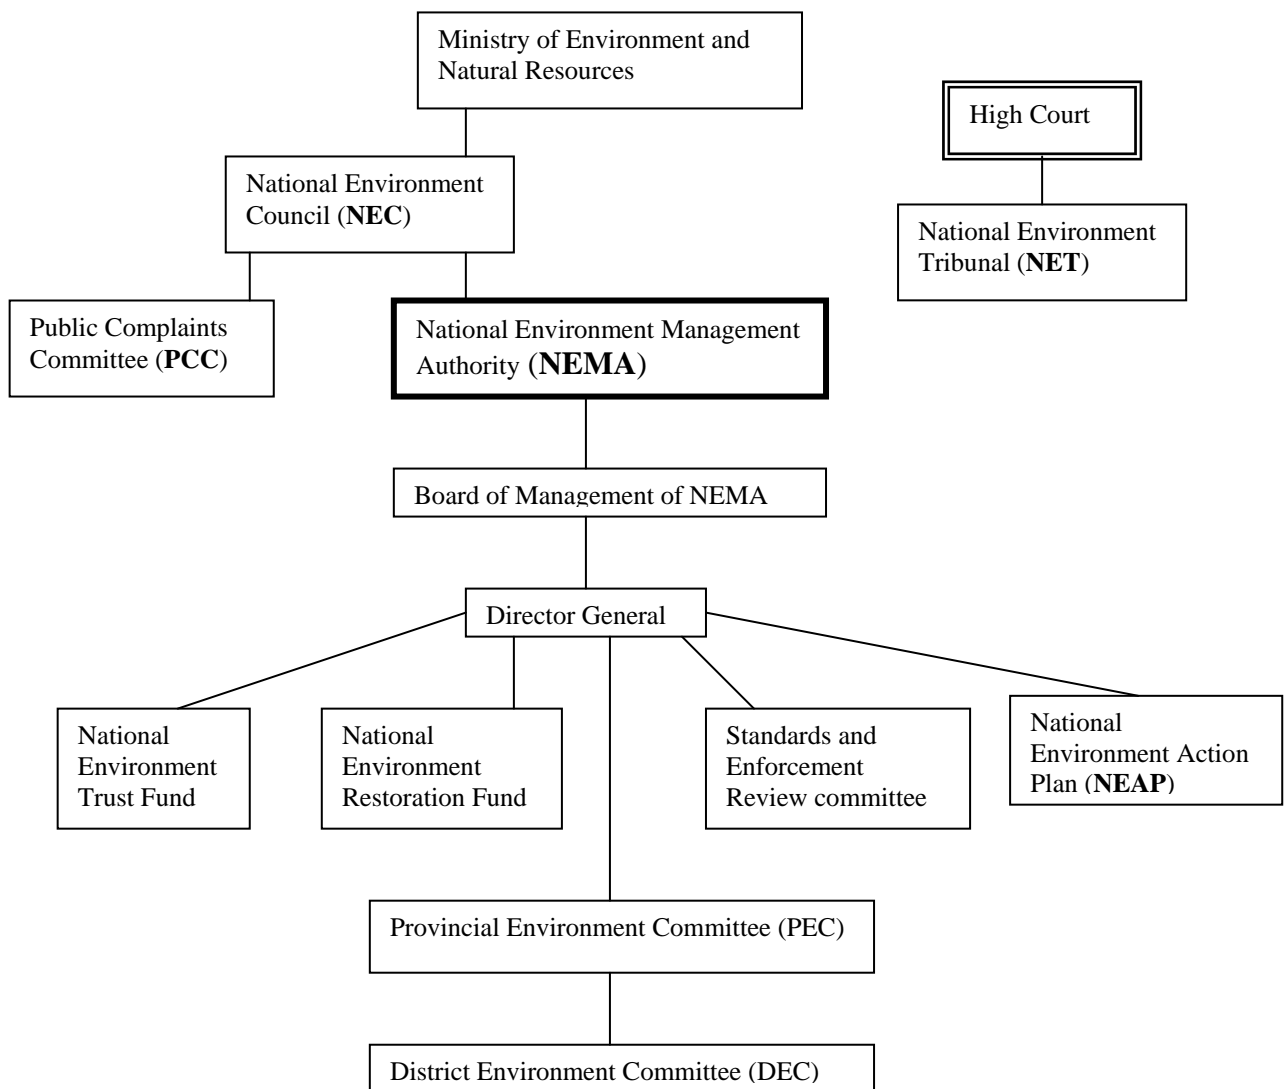 Ministry of Environment and
Natural Resources
High Court
National Environment
Council (NEC)
National Environment
Tribunal (NET)
Public Complaints
Committee (PCC)
National Environment Management
Authority (NEMA)
Board of Management of NEMA
Director General
National
Environment
Trust Fund
National
Environment
Restoration Fund
Standards and
Enforcement
Review committee
National
Environment Action
Plan (NEAP)
Provincial Environment Committee (PEC)
District Environment Committee (DEC)